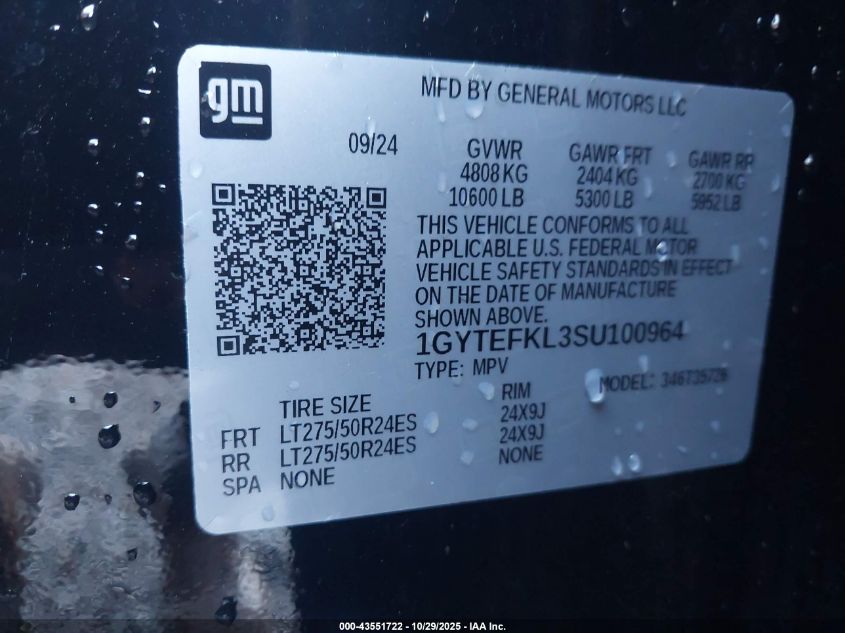 gm
MFD BY GENERAL MOTORS LLC
09/24
GVWR GAWR FRT GAWR RR
4808 KG 2404 KG 2700 KG
10600 LB 5300 LB 5952 LB
THIS VEHICLE CONFORMS TO ALL
APPLICABLE U.S. FEDERAL MOTOR
VEHICLE SAFETY STANDARDS IN EFFECT
ON THE DATE OF MANUFACTURE
SHOWN ABOVE.
1GYTEFKL3SU100964
TYPE: MPV
MODEL:
TIRE SIZE RIM
FRT LT275/50R24ES 24X9J
RR LT275/50R24ES 24X9J
SPA NONE NONE
000-43551722 - 10/29/2025 - IAA Inc.